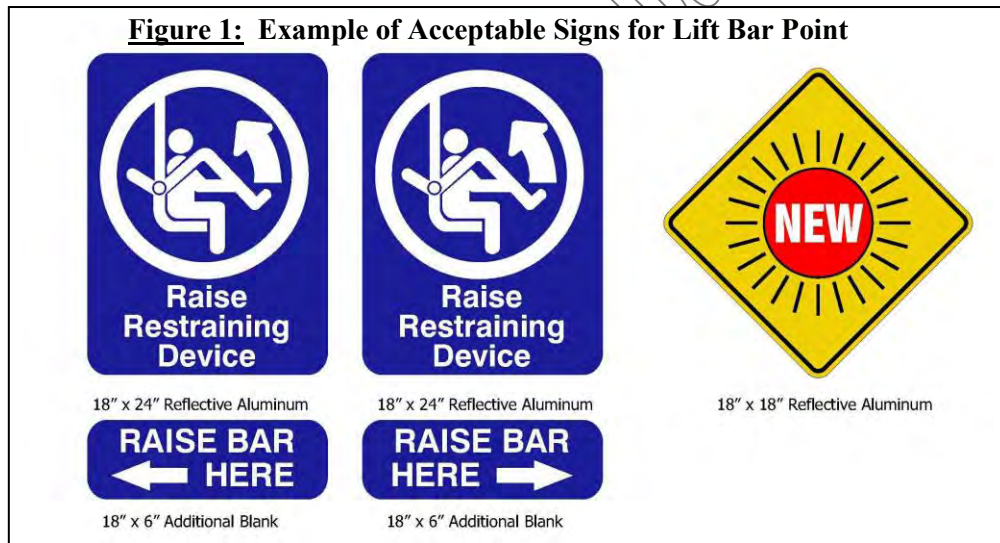 Figure 1: Example of Acceptable Signs for Lift Bar Point
Raise
Restraining
Device
18" x 24" Reflective Aluminum
RAISE BAR
HERE
18" x 6" Additional Blank
Raise
Restraining
Device
18" x 24" Reflective Aluminum
RAISE BAR
HERE
18" x 6" Additional Blank
NEW
18" x 18" Reflective Aluminum